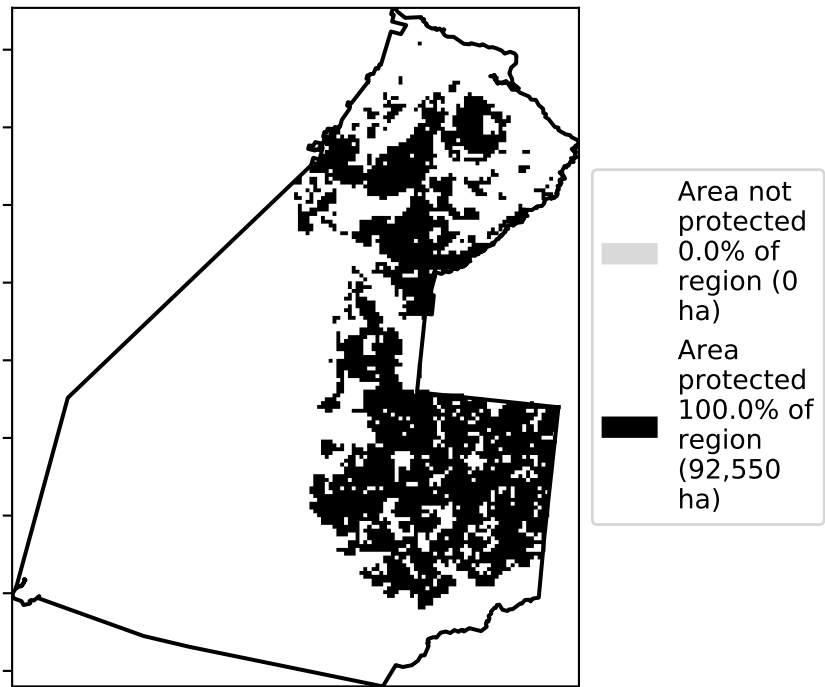 Area not
protected
0.0% of
region (0
ha)
Area
protected
100.0% of
region
(92,550
ha)